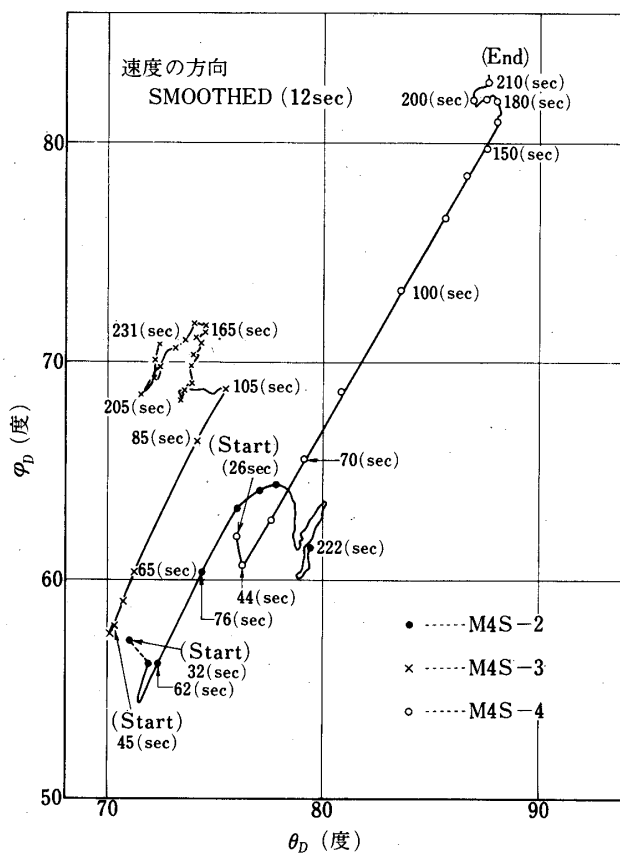 速度の方向
SMOOTHED (12sec)
(End)
210(sec)
200(sec)
180(sec)
80
150(sec)
100(sec)
231(sec)
165(sec)
70
205(sec)
105(sec)
85(sec)
(Start)
(26sec)
70(sec)
φD (度)
222(sec)
65(sec)
60
44(sec)
76(sec)
M4S-2
(Start)
32(sec)
62(sec)
M4S-3
(Start)
45(sec)
M4S-4
50
70
80
90
θD (度)